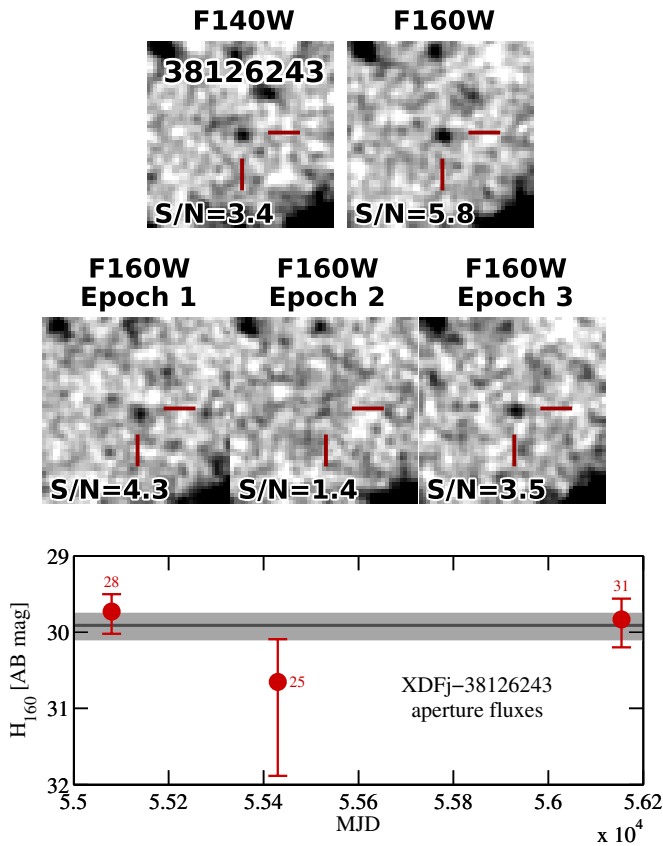 F140W
F160W
38126243
S/N=3.4
S/N=5.8
F160W
Epoch 1
F160W
Epoch 2
F160W
Epoch 3
S/N=4.3
S/N=1.4
S/N=3.5
29
30
31
32
H160 [AB mag]
28
25
31
XDFj−38126243
aperture fluxes
5.5
5.52
5.54
5.56
5.58
5.6
5.62
MJD
x 10^4